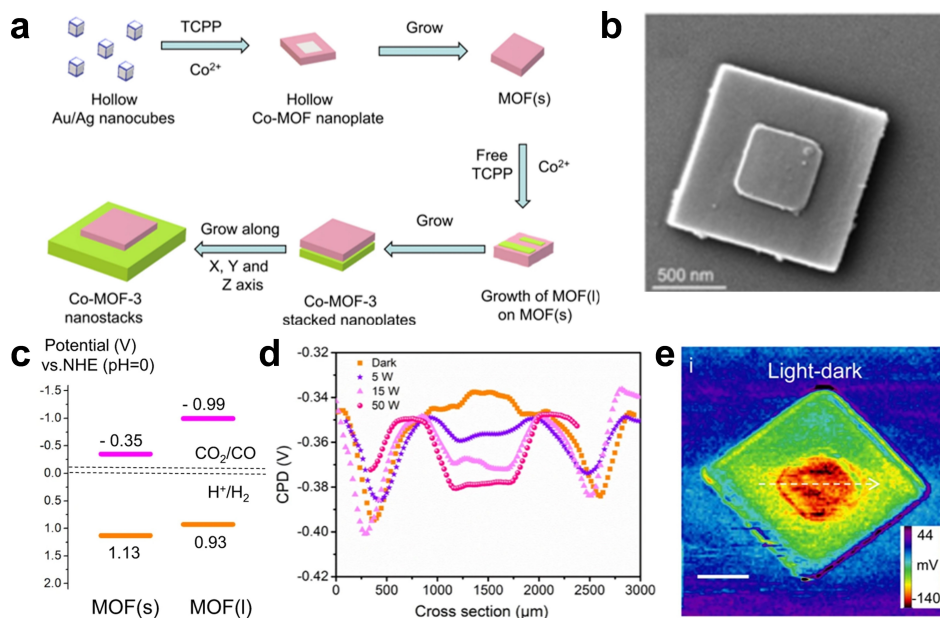 a
TCPP
Co²⁺
Hollow
Au/Ag nanocubes
Hollow
Co-MOF nanoplate
Grow
MOF(s)
Free
TCPP
Co²⁺
Growth of MOF(l)
on MOF(s)
Grow
Co-MOF-3
stacked nanoplates
Grow along
X, Y and
Z axis
Co-MOF-3
nanostacks
b
500 nm
c
Potential (V)
vs.NHE (pH=0)
-1.5
-1.0
-0.5
0.0
0.5
1.0
1.5
2.0
- 0.35
- 0.99
CO₂/CO
H⁺/H₂
1.13
0.93
MOF(s)
MOF(l)
d
-0.32
-0.34
-0.36
-0.38
-0.40
-0.42
CPD (V)
Dark
5 W
15 W
50 W
0
500
1000
1500
2000
2500
3000
Cross section (μm)
e
i
Light-dark
44
mV
-140